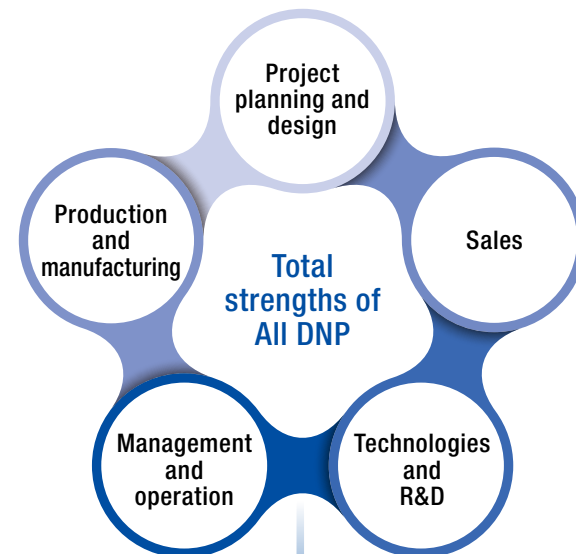 Project
planning and
design
Production
and
manufacturing
Sales
Total
strengths of
All DNP
Management
and
operation
Technologies
and
R&D